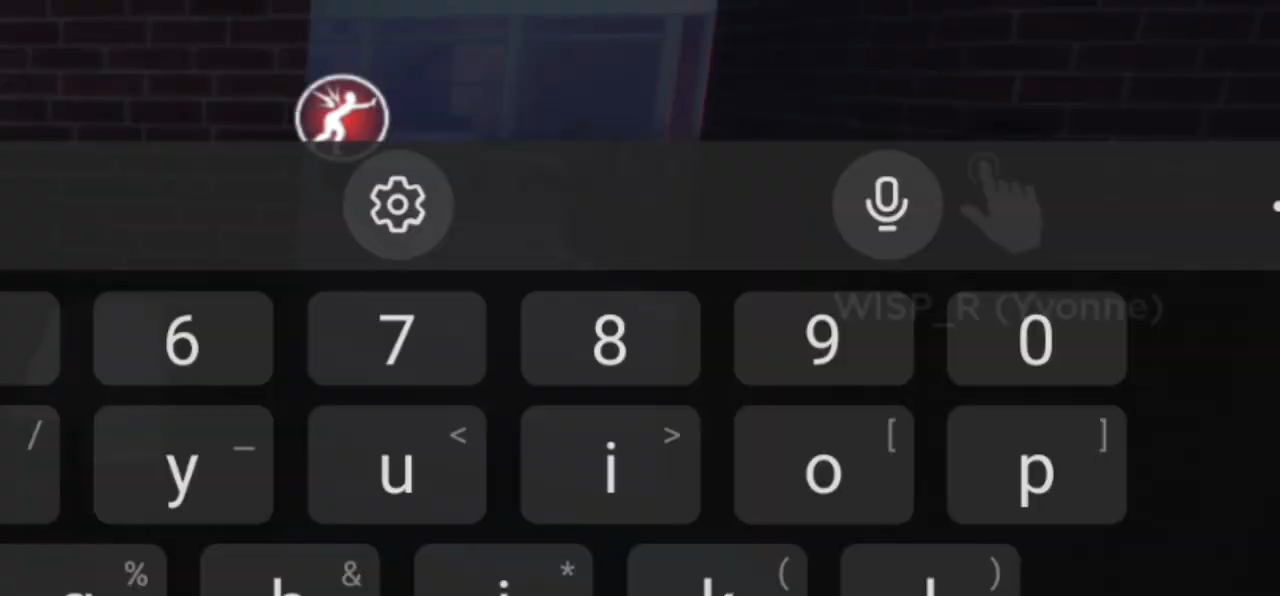 WISP_R (Yvonne)
6 7 8 9 0
/ _ < > [ ]
y u i o p
% & * ( )
g h j k l